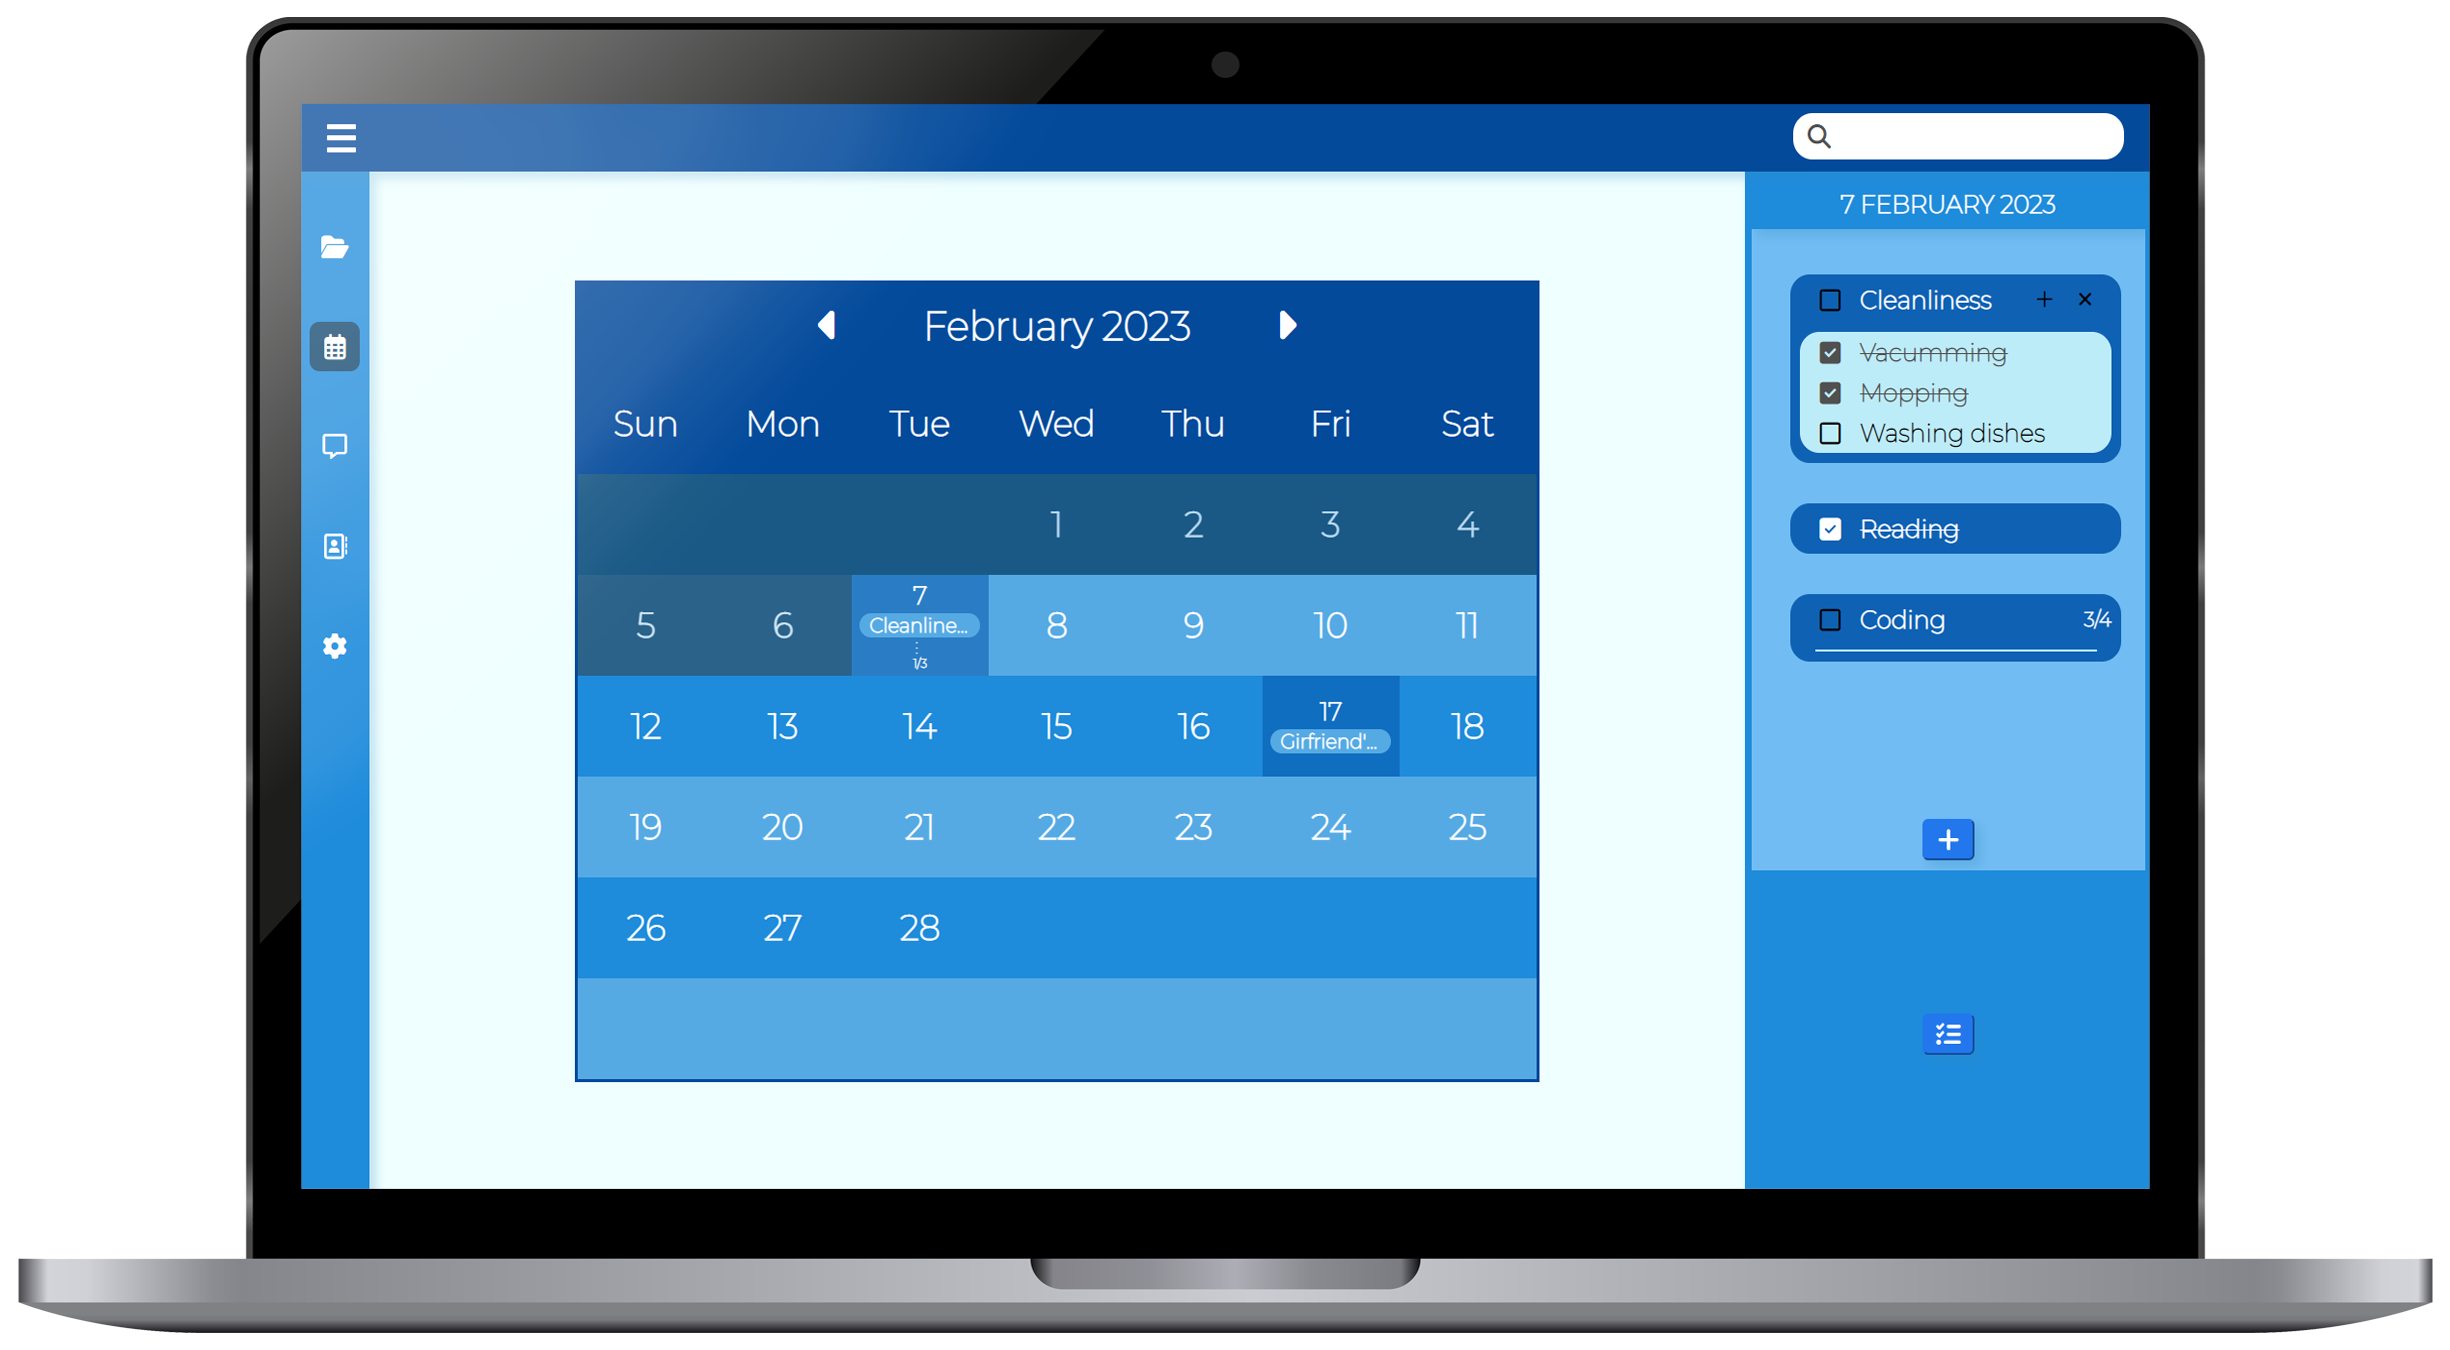 February 2023
Sun Mon Tue Wed Thu Fri Sat
1 2 3 4
5 6 7 8 9 10 11
Cleanline...
1/3
12 13 14 15 16 17 18
Girfriend'...
19 20 21 22 23 24 25
26 27 28
7 FEBRUARY 2023
Cleanliness
Vacumming
Mopping
Washing dishes
Reading
Coding 3/4